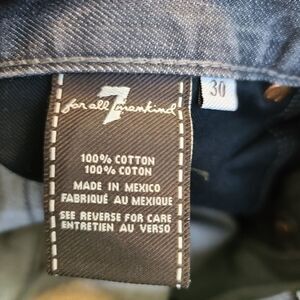 7
for all mankind
30
100% COTTON
100% COTON
MADE IN MEXICO
FABRIQUÉ AU MEXIQUE
SEE REVERSE FOR CARE
ENTRETIEN AU VERSO